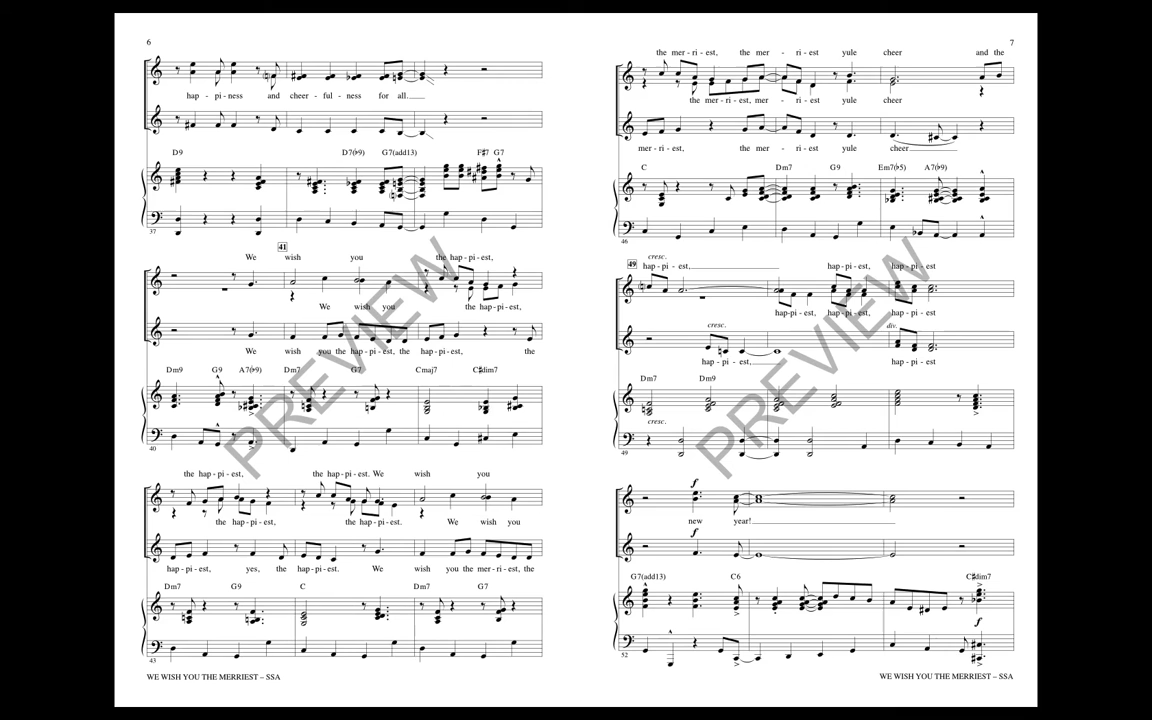 6
hap - pi - ness and cheer - ful - ness for all.
D9 D7(♭9) G7(add13) F♯7 G7
37
41
We wish you the hap - pi - est,
We wish you the hap - pi - est,
We wish you the hap - pi - est, the hap - pi - est, the
Dm9 G9 A7(♭9) Dm7 G7 Cmaj7 C♯dim7
40
the hap - pi - est, the hap - pi - est. We wish you
the hap - pi - est, the hap - pi - est. We wish you
hap - pi - est, yes, the hap - pi - est. We wish you the mer - ri - est, the
Dm7 G9 C Dm7 G7
43
WE WISH YOU THE MERRIEST – SSA
7
the mer - ri - est, the mer - ri - est yule cheer and the
the mer - ri - est, mer - ri - est yule cheer
mer - ri - est, the mer - ri - est yule cheer
C Dm7 G9 Em7(♭5) A7(♭9)
46
49
cresc.
hap - pi - est, hap - pi - est, hap - pi - est
hap - pi - est, hap - pi - est
cresc. div.
hap - pi - est, hap - pi - est
Dm7 Dm9
cresc.
49
f
new year!
f
G7(add13) C6 C♯dim7
f
52
WE WISH YOU THE MERRIEST – SSA
PREVIEW
PREVIEW